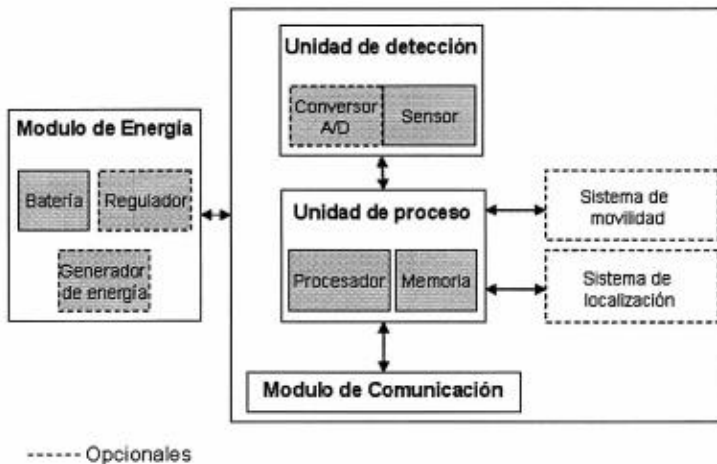 Unidad de detección
Conversor
A/D
Sensor
Modulo de Energía
Batería
Regulador
Generador
de energía
Unidad de proceso
Procesador
Memoria
Sistema de
movilidad
Sistema de
localización
Modulo de Comunicación
Opcionales